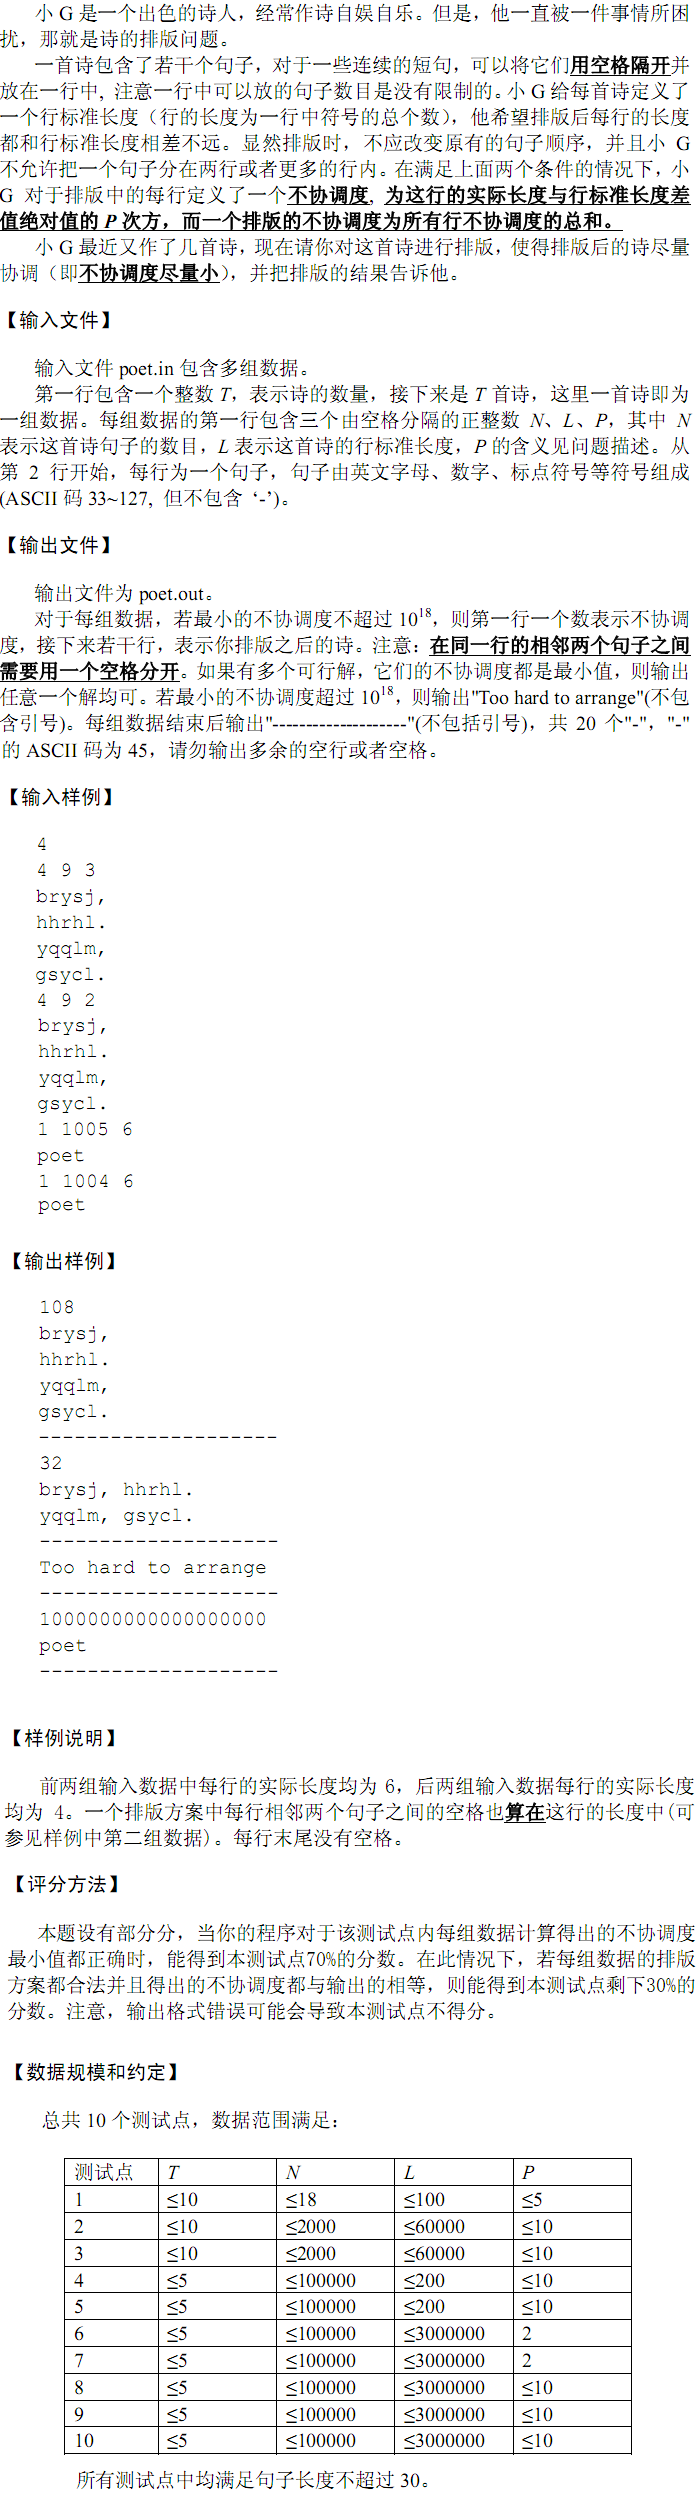 小 G 是一个出色的诗人，经常作诗自娱自乐。但是，他一直被一件事情所困
扰，那就是诗的排版问题。
一首诗包含了若干个句子，对于一些连续的短句，可以将它们用空格隔开并
放在一行中, 注意一行中可以放的句子数目是没有限制的。小 G 给每首诗定义了
一个行标准长度（行的长度为一行中符号的总个数），他希望排版后每行的长度
都和行标准长度相差不远。显然排版时，不应改变原有的句子顺序，并且小 G
不允许把一个句子分在两行或者更多的行内。在满足上面两个条件的情况下，小
G 对于排版中的每行定义了一个不协调度, 为这行的实际长度与行标准长度差
值绝对值的 P 次方，而一个排版的不协调度为所有行不协调度的总和。
小 G 最近又作了几首诗，现在请你对这首诗进行排版，使得排版后的诗尽量
协调（即不协调度尽量小），并把排版的结果告诉他。
【输入文件】
输入文件 poet.in 包含多组数据。
第一行包含一个整数 T，表示诗的数量，接下来是 T 首诗，这里一首诗即为
一组数据。每组数据的第一行包含三个由空格分隔的正整数 N、L、P，其中 N
表示这首诗句子的数目，L 表示这首诗的行标准长度，P 的含义见问题描述。从
第 2 行开始，每行为一个句子，句子由英文字母、数字、标点符号等符号组成
(ASCII 码 33~127, 但不包含 ‘-’)。
【输出文件】
输出文件为 poet.out。
对于每组数据，若最小的不协调度不超过 10^18，则第一行一个数表示不协调
度，接下来若干行，表示你排版之后的诗。注意：在同一行的相邻两个句子之间
需要用一个空格分开。如果有多个可行解，它们的不协调度都是最小值，则输出
任意一个解均可。若最小的不协调度超过 10^18，则输出"Too hard to arrange"(不包
含引号)。每组数据结束后输出"--------------------"(不包括引号)，共 20 个"-"，"-"
的 ASCII 码为 45，请勿输出多余的空行或者空格。
【输入样例】
4
4 9 3
brysj,
hhrhl.
yqqlm,
gsycl.
4 9 2
brysj,
hhrhl.
yqqlm,
gsycl.
1 1005 6
poet
1 1004 6
poet
【输出样例】
108
brysj,
hhrhl.
yqqlm,
gsycl.
--------------------
32
brysj, hhrhl.
yqqlm, gsycl.
--------------------
Too hard to arrange
--------------------
1000000000000000000
poet
--------------------
【样例说明】
前两组输入数据中每行的实际长度均为 6，后两组输入数据每行的实际长度
均为 4。一个排版方案中每行相邻两个句子之间的空格也算在这行的长度中(可
参见样例中第二组数据)。每行末尾没有空格。
【评分方法】
本题设有部分分，当你的程序对于该测试点内每组数据计算得出的不协调度
最小值都正确时，能得到本测试点70%的分数。在此情况下，若每组数据的排版
方案都合法并且得出的不协调度都与输出的相等，则能得到本测试点剩下30%的
分数。注意，输出格式错误可能会导致本测试点不得分。
【数据规模和约定】
总共 10 个测试点，数据范围满足：
测试点 T N L P
1 ≤10 ≤18 ≤100 ≤5
2 ≤10 ≤2000 ≤60000 ≤10
3 ≤10 ≤2000 ≤60000 ≤10
4 ≤5 ≤100000 ≤200 ≤10
5 ≤5 ≤100000 ≤200 ≤10
6 ≤5 ≤100000 ≤3000000 2
7 ≤5 ≤100000 ≤3000000 2
8 ≤5 ≤100000 ≤3000000 ≤10
9 ≤5 ≤100000 ≤3000000 ≤10
10 ≤5 ≤100000 ≤3000000 ≤10
所有测试点中均满足句子长度不超过 30。